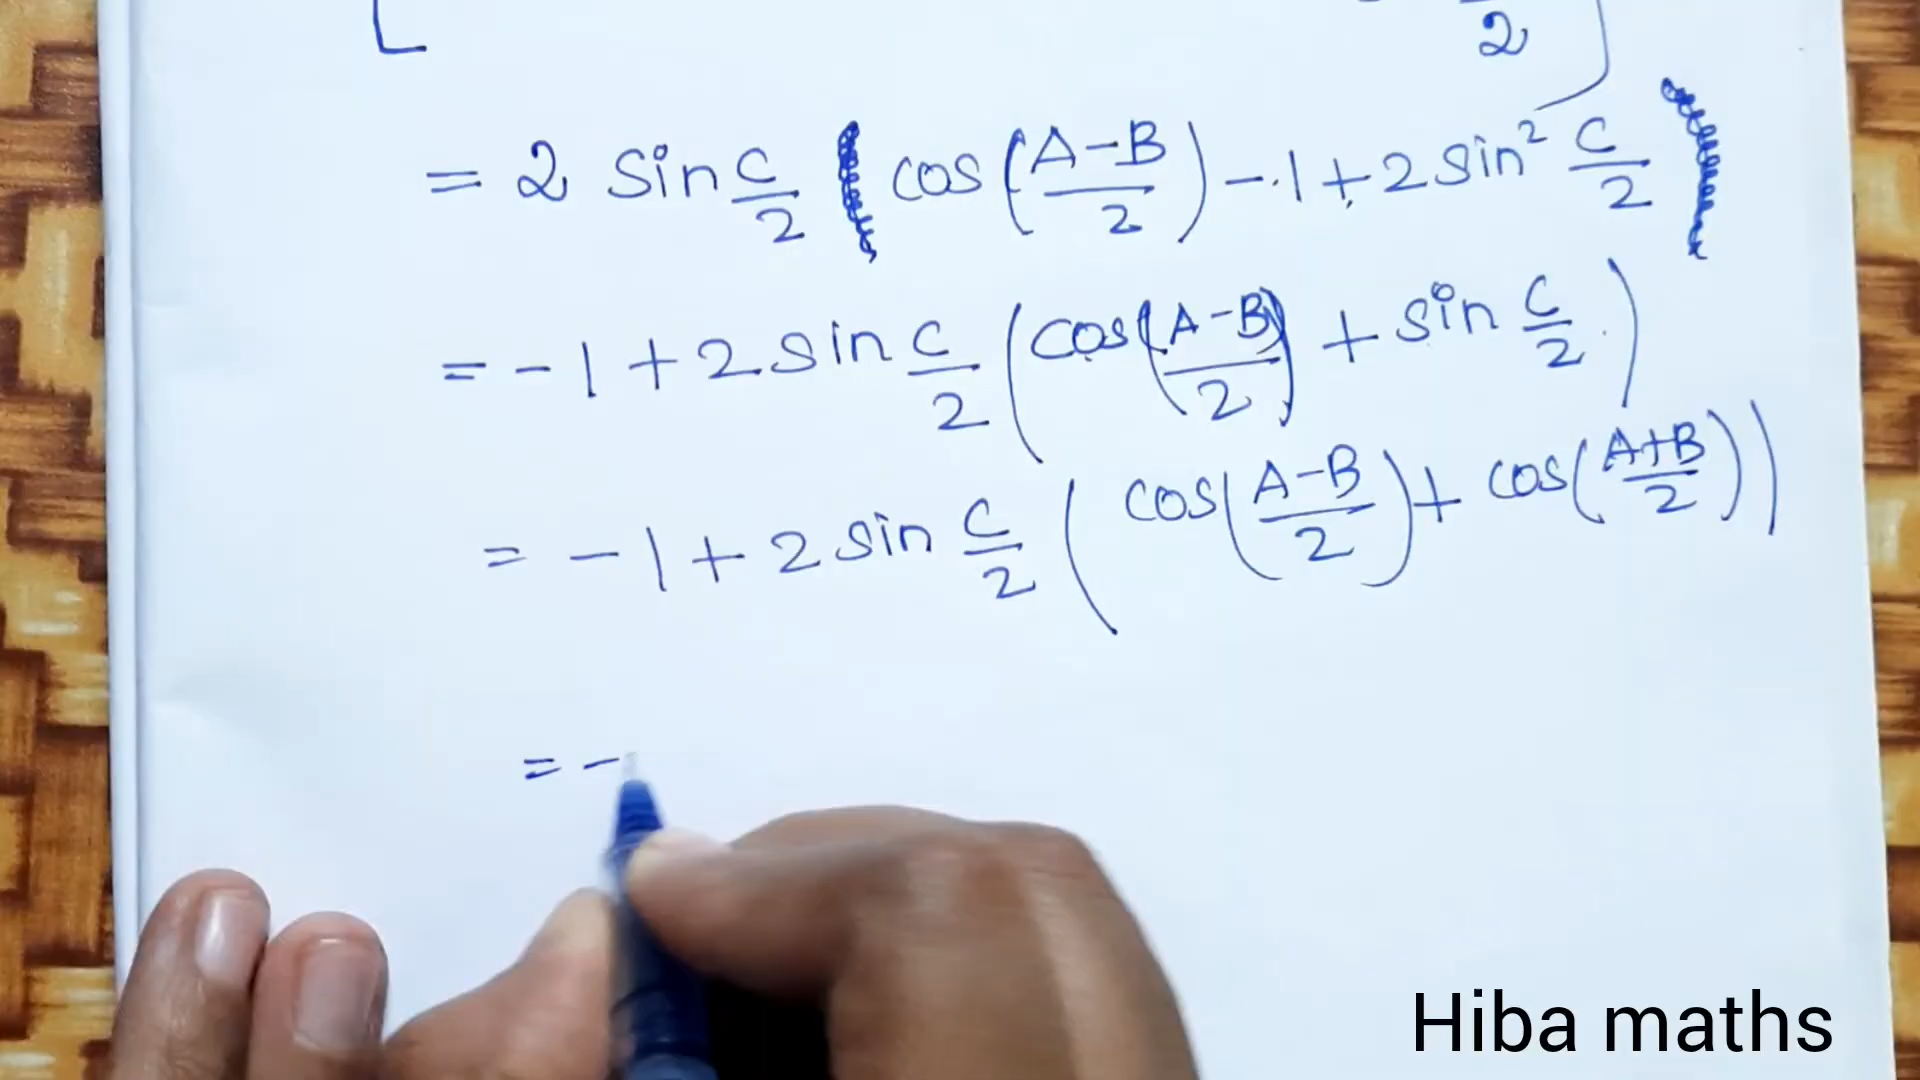 2
= 2 sin C/2 cos(A-B/2) - 1 + 2 sin² C/2
= -1 + 2 sin C/2 (cos(A-B/2) + sin C/2)
= -1 + 2 sin C/2 (cos(A-B/2) + cos(A+B/2))
= -
Hiba maths